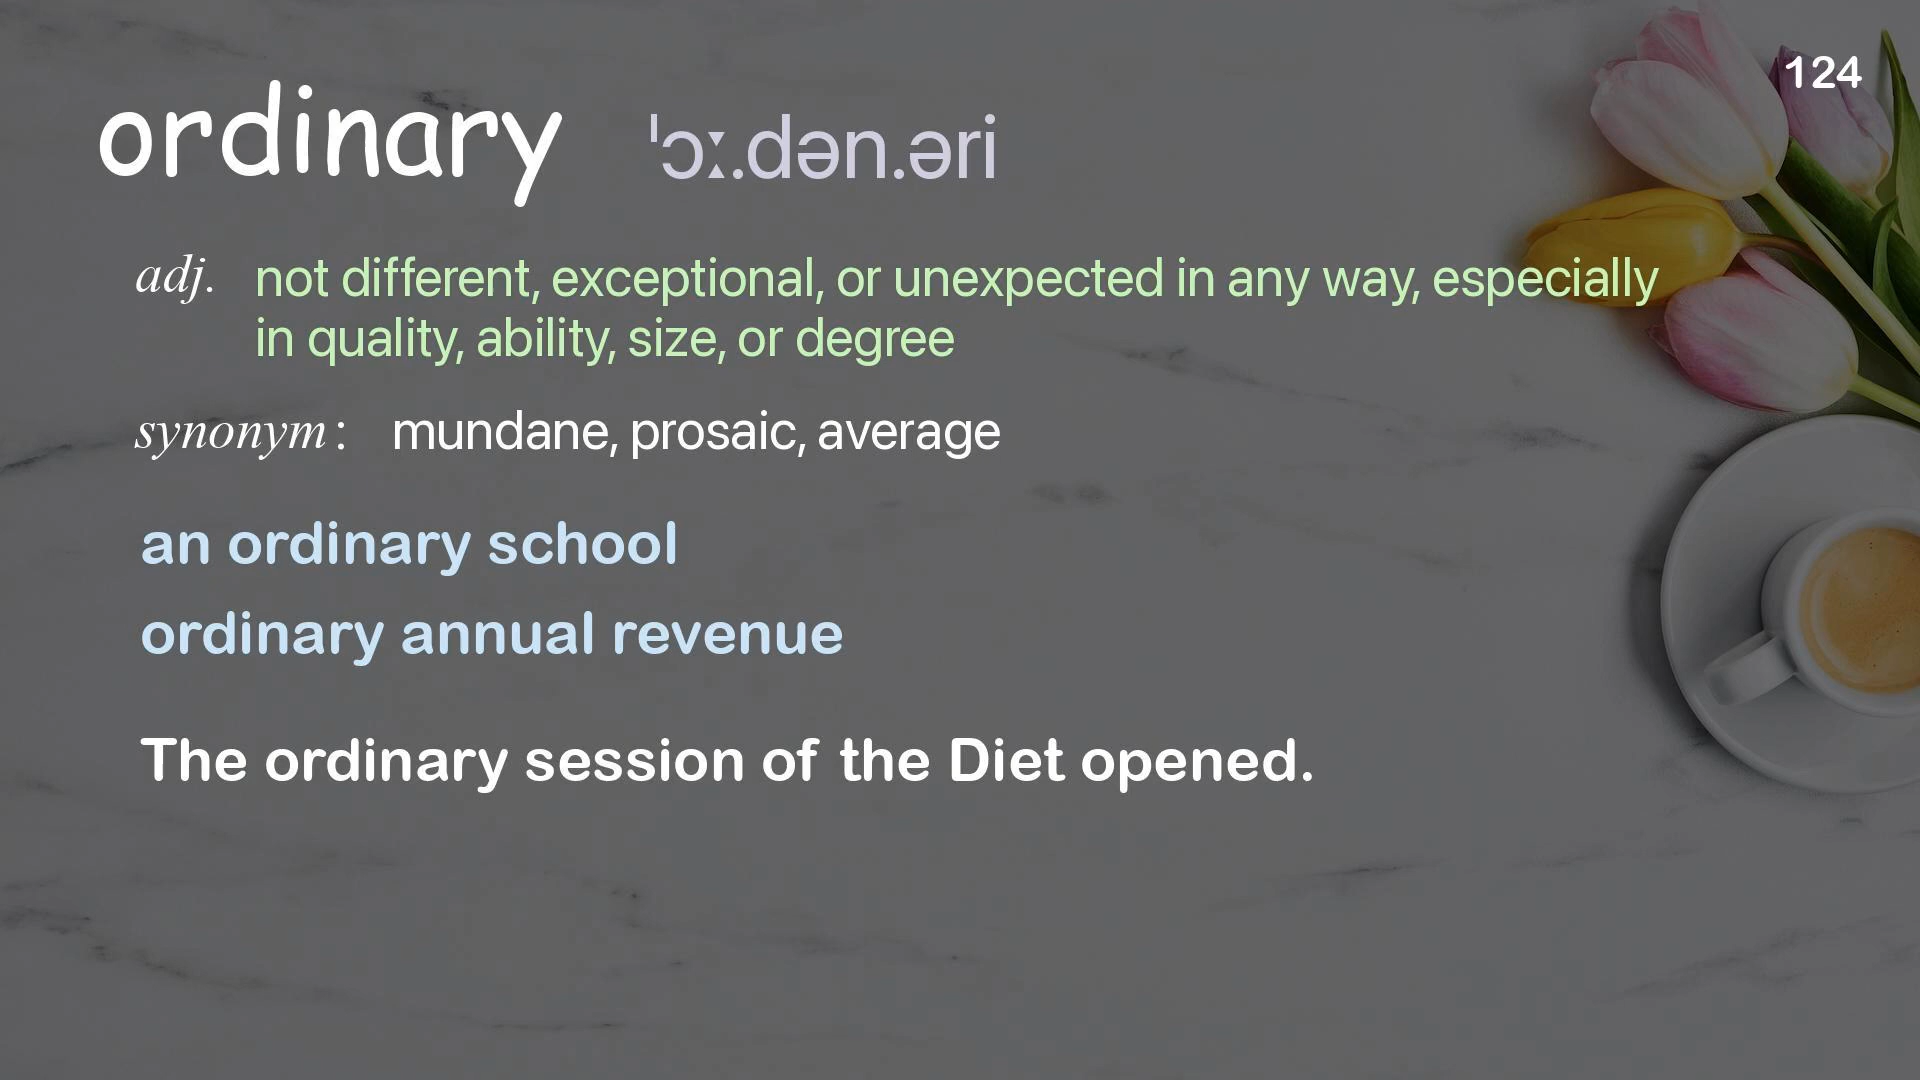 124
ordinary ˈɔː.dən.əri
adj. not different, exceptional, or unexpected in any way, especially
in quality, ability, size, or degree
synonym: mundane, prosaic, average
an ordinary school
ordinary annual revenue
The ordinary session of the Diet opened.